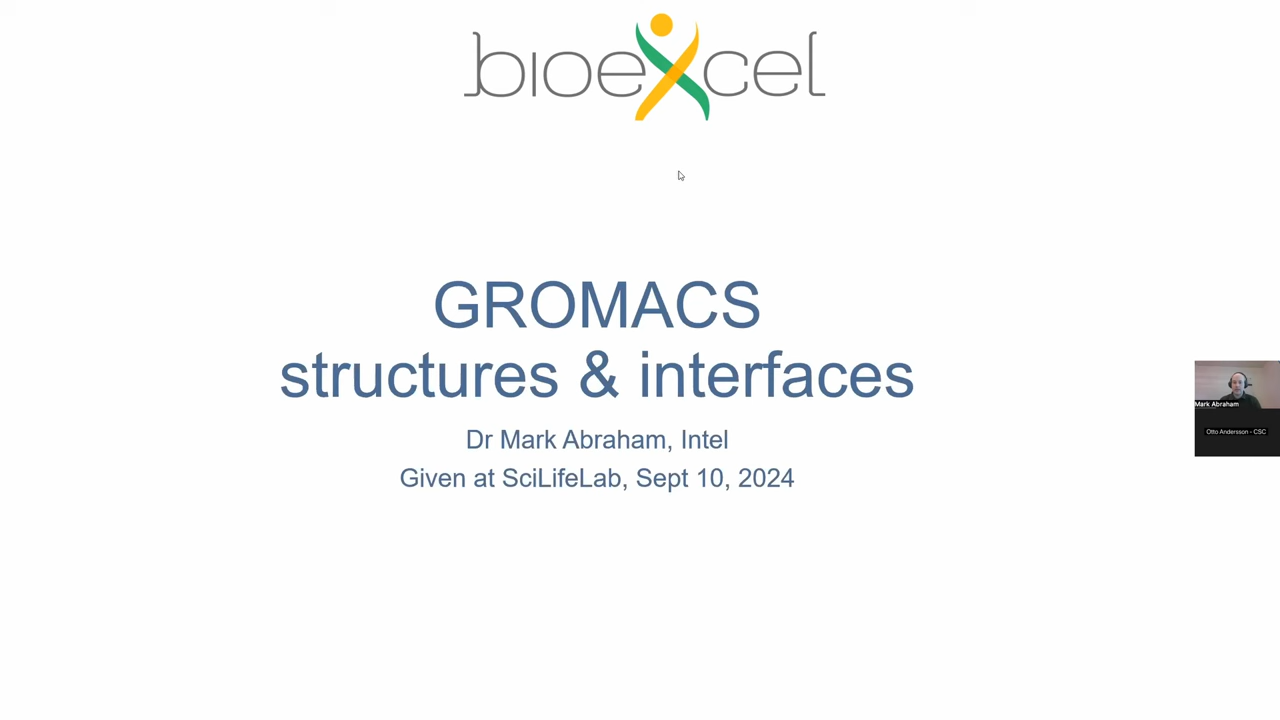 bioexcel
GROMACS
structures & interfaces
Dr Mark Abraham, Intel
Given at SciLifeLab, Sept 10, 2024
Mark Abraham
Otto Andersson - CSC